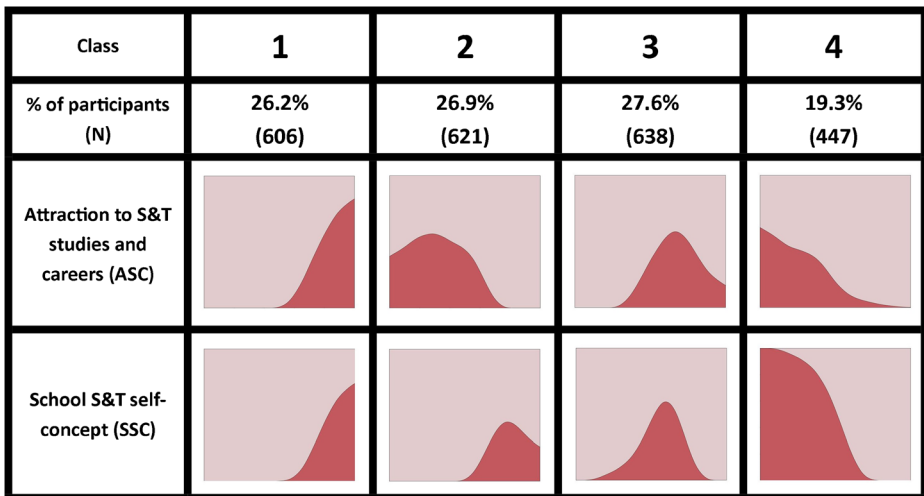 Class
1
2
3
4
% of participants
(N)
26.2%
(606)
26.9%
(621)
27.6%
(638)
19.3%
(447)
Attraction to S&T
studies and
careers (ASC)
School S&T self-
concept (SSC)